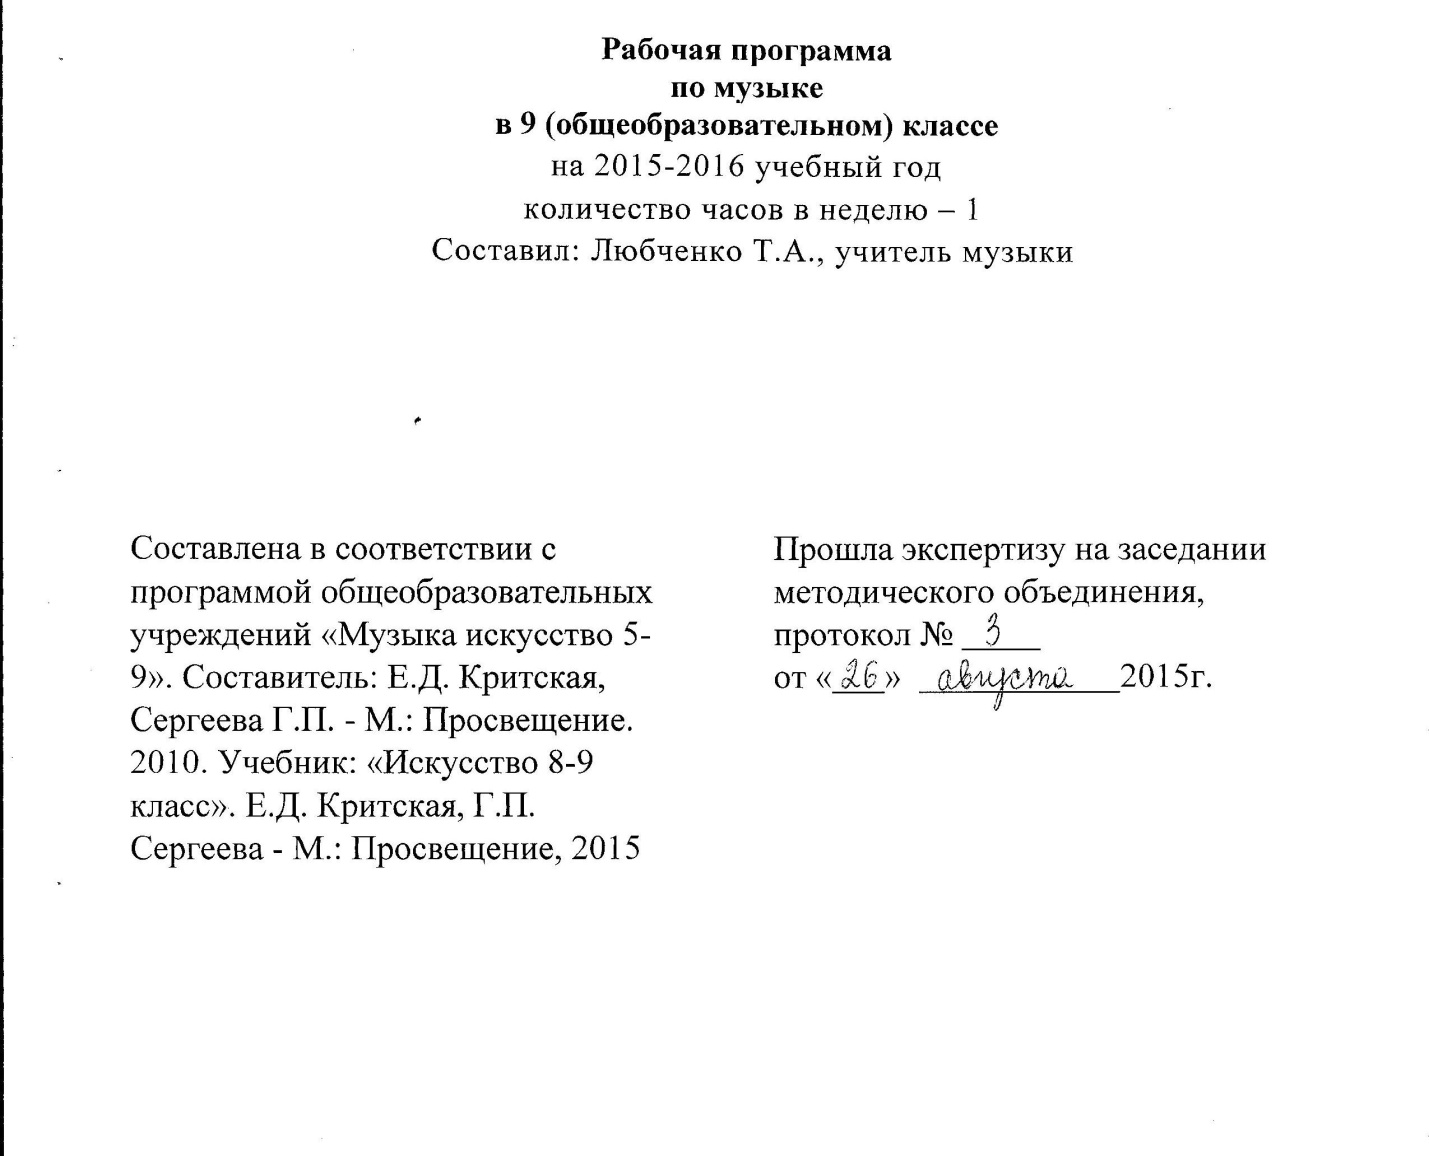 Рабочая программа
по музыке
в 9 (общеобразовательном) классе
на 2015-2016 учебный год
количество часов в неделю – 1
Составил: Любченко Т.А., учитель музыки
Составлена в соответствии с
программой общеобразовательных
учреждений «Музыка искусство 5-
9». Составитель: Е.Д. Критская,
Сергеева Г.П. - М.: Просвещение.
2010. Учебник: «Искусство 8-9
класс». Е.Д. Критская, Г.П.
Сергеева - М.: Просвещение, 2015
Прошла экспертизу на заседании
методического объединения,
протокол № 3
от «26» августа 2015г.